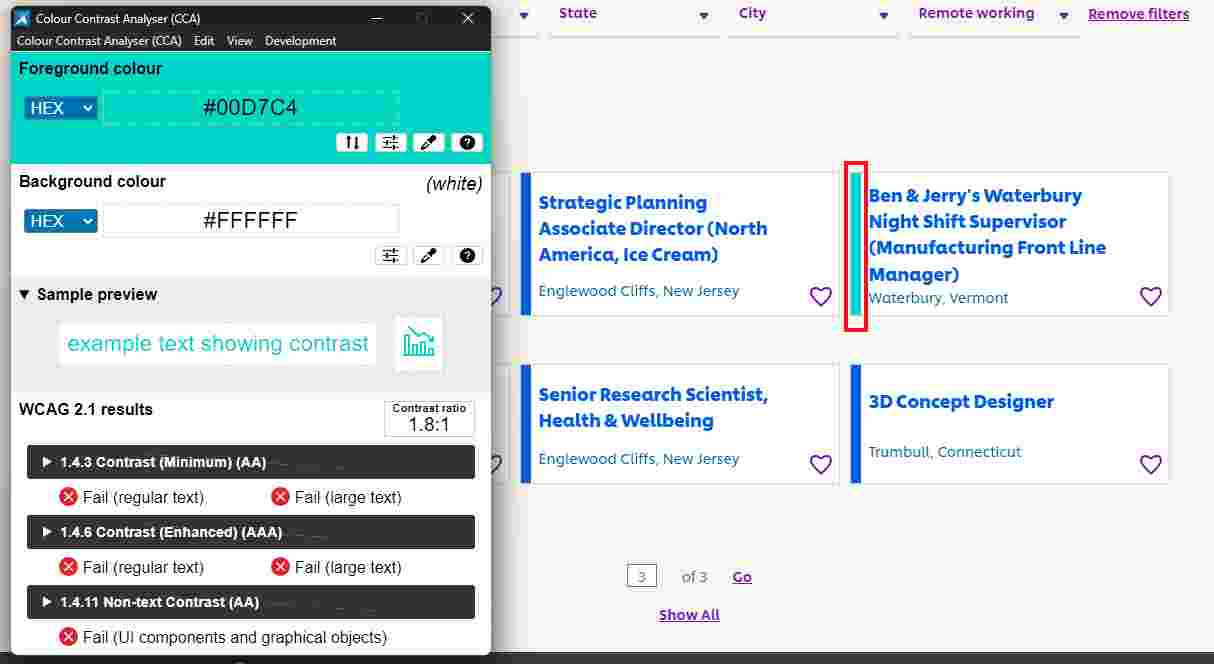 Colour Contrast Analyser (CCA)
Colour Contrast Analyser (CCA) Edit View Development
Foreground colour
HEX #00D7C4
Background colour (white)
HEX #FFFFFF
Sample preview
example text showing contrast
WCAG 2.1 results
Contrast ratio
1.8:1
1.4.3 Contrast (Minimum) (AA)
Fail (regular text) Fail (large text)
1.4.6 Contrast (Enhanced) (AAA)
Fail (regular text) Fail (large text)
1.4.11 Non-text Contrast (AA)
Fail (UI components and graphical objects)
State City Remote working Remove filters
Strategic Planning
Associate Director (North
America, Ice Cream)
Englewood Cliffs, New Jersey
Ben & Jerry's Waterbury
Night Shift Supervisor
(Manufacturing Front Line
Manager)
Waterbury, Vermont
Senior Research Scientist,
Health & Wellbeing
Englewood Cliffs, New Jersey
3D Concept Designer
Trumbull, Connecticut
3 of 3 Go
Show All